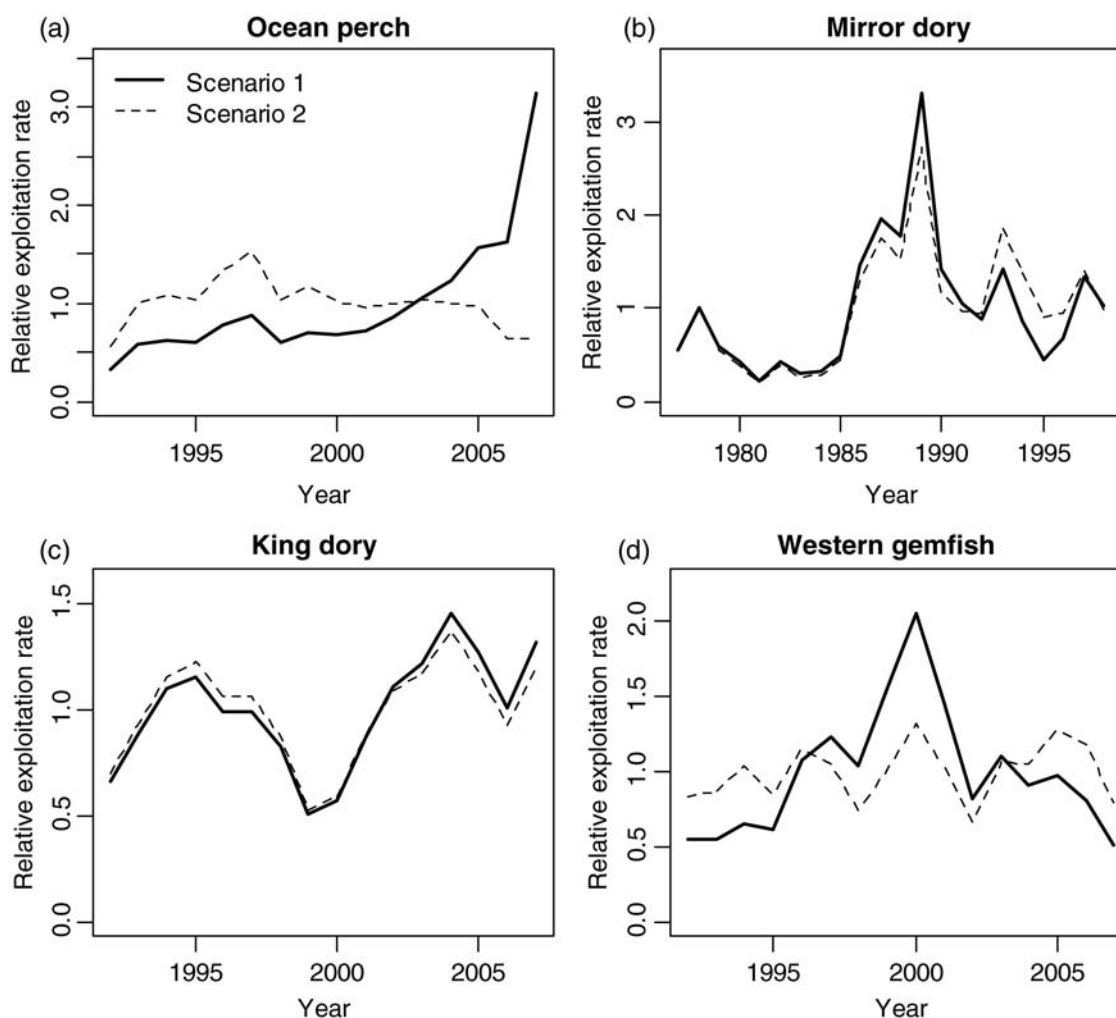 (a) Ocean perch
Relative exploitation rate
0.0 1.0 2.0 3.0
Scenario 1
Scenario 2
1995 2000 2005
Year
(b) Mirror dory
Relative exploitation rate
0 1 2 3
1980 1985 1990 1995
Year
(c) King dory
Relative exploitation rate
0.0 0.5 1.0 1.5
1995 2000 2005
Year
(d) Western gemfish
Relative exploitation rate
0.0 0.5 1.0 1.5 2.0
1995 2000 2005
Year